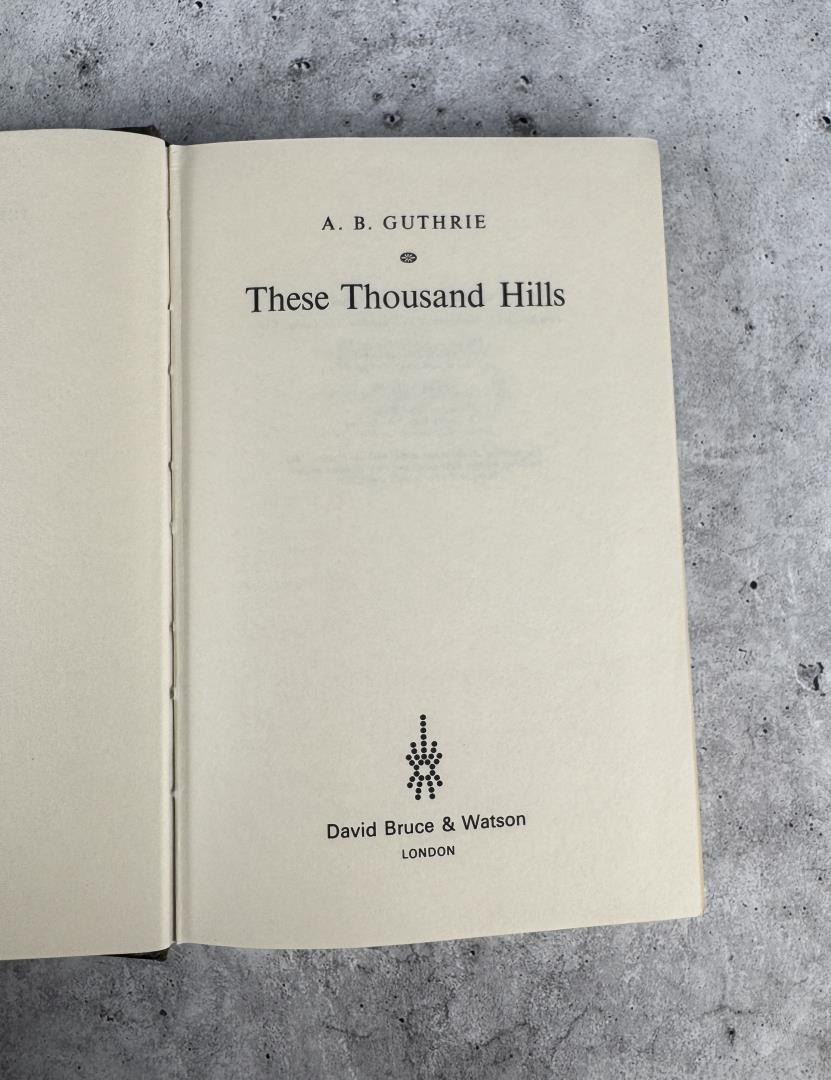 A. B. GUTHRIE
These Thousand Hills
David Bruce & Watson
LONDON